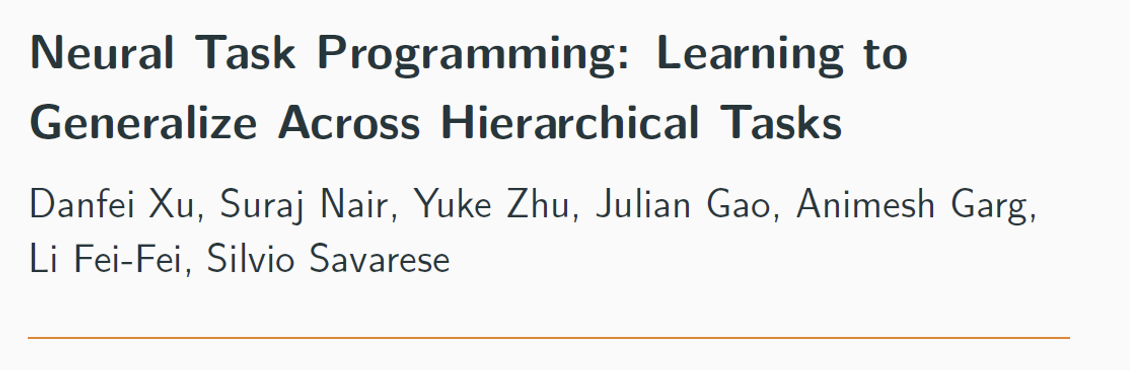 Neural Task Programming: Learning to
Generalize Across Hierarchical Tasks
Danfei Xu, Suraj Nair, Yuke Zhu, Julian Gao, Animesh Garg,
Li Fei-Fei, Silvio Savarese